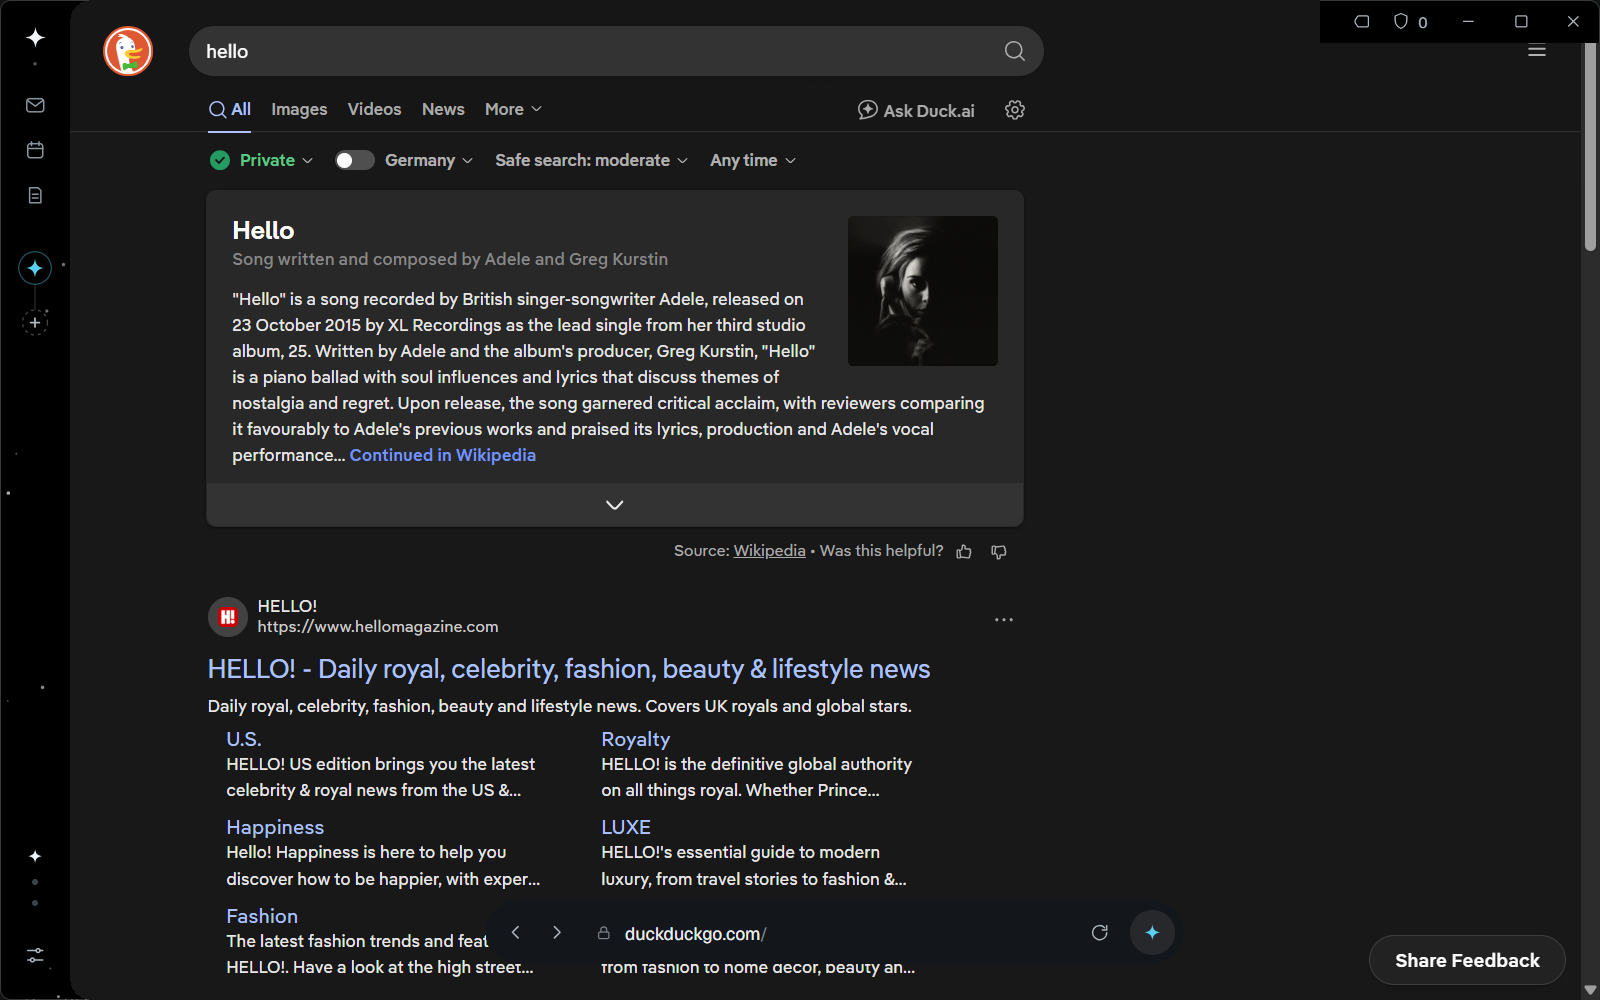 0
hello
All Images Videos News More
Ask Duck.ai
Private Germany Safe search: moderate Any time
Hello
Song written and composed by Adele and Greg Kurstin
"Hello" is a song recorded by British singer-songwriter Adele, released on
23 October 2015 by XL Recordings as the lead single from her third studio
album, 25. Written by Adele and the album's producer, Greg Kurstin, "Hello"
is a piano ballad with soul influences and lyrics that discuss themes of
nostalgia and regret. Upon release, the song garnered critical acclaim, with reviewers comparing
it favourably to Adele's previous works and praised its lyrics, production and Adele's vocal
performance... Continued in Wikipedia
Source: Wikipedia • Was this helpful?
H!
HELLO!
https://www.hellomagazine.com
HELLO! - Daily royal, celebrity, fashion, beauty & lifestyle news
Daily royal, celebrity, fashion, beauty and lifestyle news. Covers UK royals and global stars.
U.S.
HELLO! US edition brings you the latest
celebrity & royal news from the US &...
Royalty
HELLO! is the definitive global authority
on all things royal. Whether Prince...
Happiness
Hello! Happiness is here to help you
discover how to be happier, with exper...
LUXE
HELLO!'s essential guide to modern
luxury, from travel stories to fashion &...
Fashion
The latest fashion trends and feat
HELLO!. Have a look at the high street...
from fashion to home decor, beauty an...
duckduckgo.com/
Share Feedback